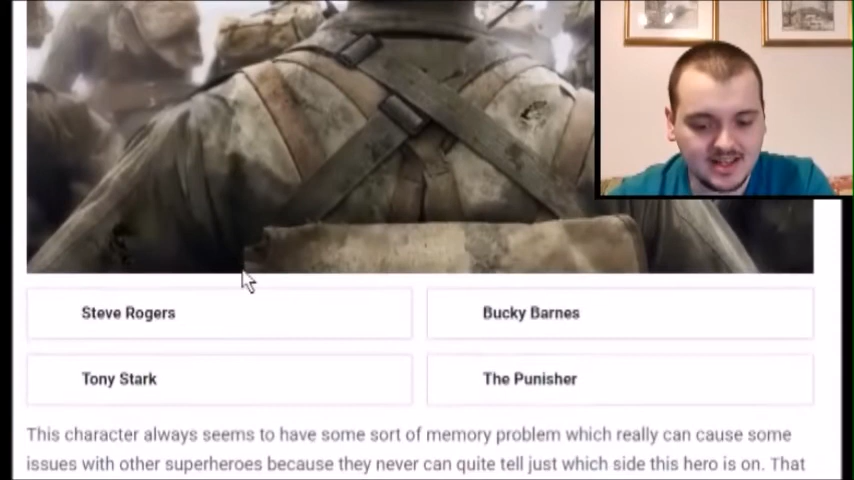 Steve Rogers
Bucky Barnes
Tony Stark
The Punisher
This character always seems to have some sort of memory problem which really can cause some
issues with other superheroes because they never can quite tell just which side this hero is on. That